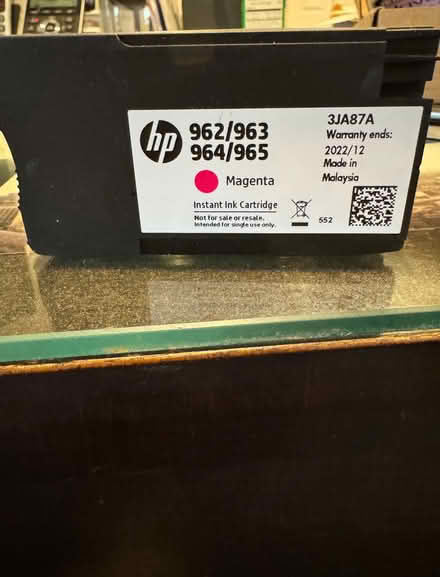 hp
962/963
964/965
Magenta
Instant Ink Cartridge
Not for sale or resale.
Intended for single use only.
552
3JA87A
Warranty ends:
2022/12
Made in
Malaysia